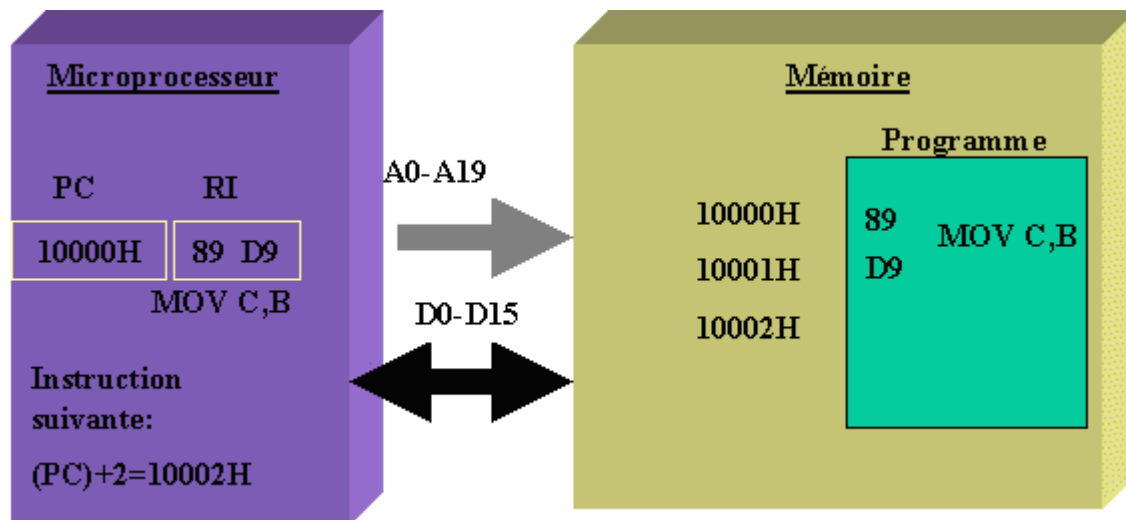 Microprocesseur
PC RI
10000H 89 D9
MOV C,B
Instruction
suivante:
(PC)+2=10002H
A0-A19
D0-D15
Mémoire
Programme
10000H 89 MOV C,B
10001H D9
10002H